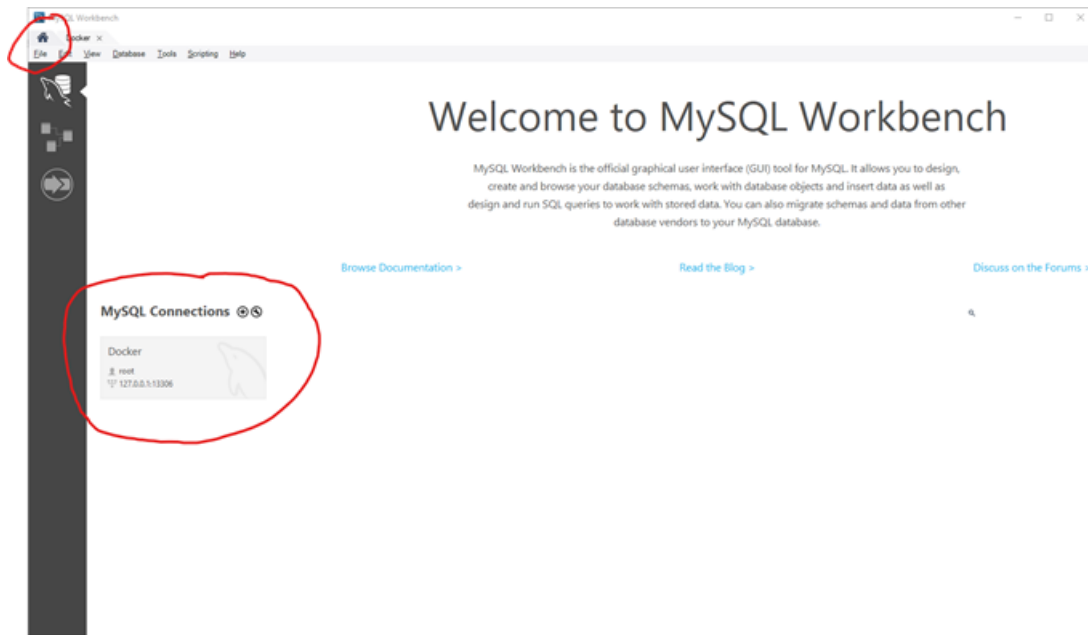 MySQL Workbench
Docker
File Edit View Database Tools Scripting Help
Welcome to MySQL Workbench
MySQL Workbench is the official graphical user interface (GUI) tool for MySQL. It allows you to design,
create and browse your database schemas, work with database objects and insert data as well as
design and run SQL queries to work with stored data. You can also migrate schemas and data from other
database vendors to your MySQL database.
Browse Documentation > Read the Blog > Discuss on the Forums >
MySQL Connections
Docker
root
127.0.0.1:13306